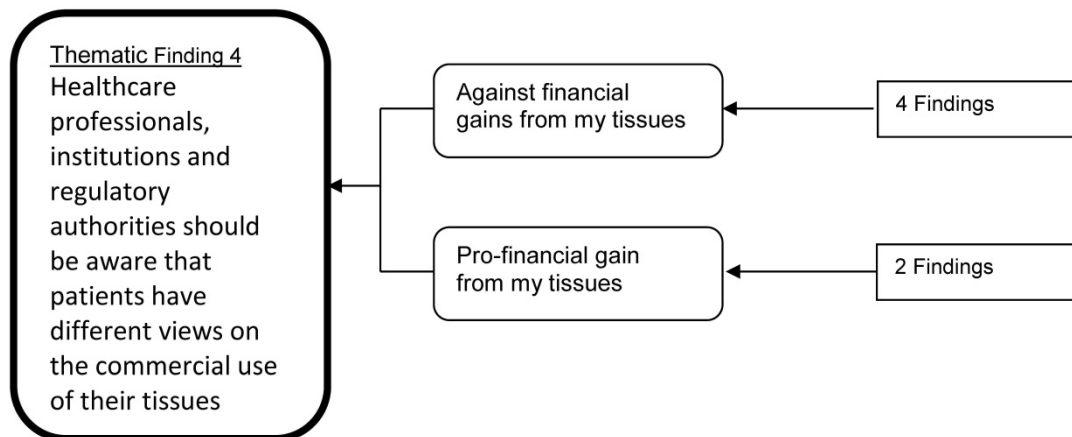 Thematic Finding 4
Healthcare
professionals,
institutions and
regulatory
authorities should
be aware that
patients have
different views on
the commercial use
of their tissues
Against financial
gains from my tissues
4 Findings
Pro-financial gain
from my tissues
2 Findings